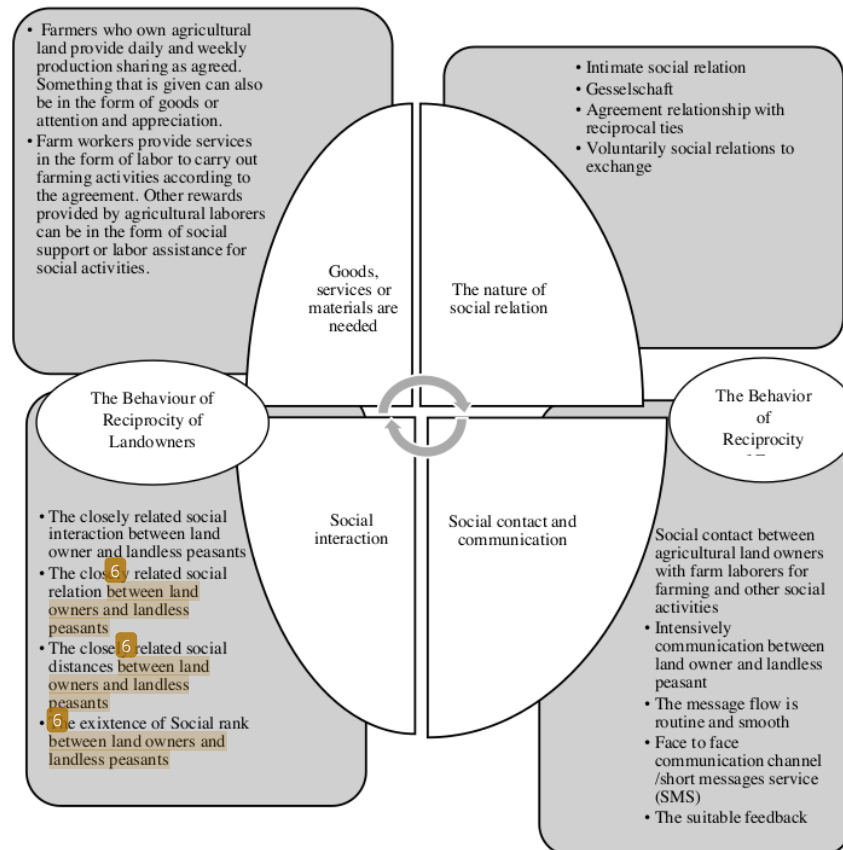 • Farmers who own agricultural
land provide daily and weekly
production sharing as agreed.
Something that is given can also
be in the form of goods or
attention and appreciation.
• Farm workers provide services
in the form of labor to carry out
farming activities according to
the agreement. Other rewards
provided by agricultural laborers
can be in the form of social
support or labor assistance for
social activities.
• Intimate social relation
• Gesselschaft
• Agreement relationship with
reciprocal ties
• Voluntarily social relations to
exchange
Goods,
services or
materials are
needed
The nature of
social relation
The Behaviour of
Reciprocity of
Landowners
The Behavior
of
Reciprocity
Social
interaction
Social contact and
communication
• The closely related social
interaction between land
owner and landless peasants
• The closely related social
relation between land
owners and landless
peasants
• The closely related social
distances between land
owners and landless
peasants
• The exixtence of Social rank
between land owners and
landless peasants
6
6
6
Social contact between
agricultural land owners
with farm laborers for
farming and other social
activities
• Intensively
communication between
land owner and landless
peasant
• The message flow is
routine and smooth
• Face to face
communication channel
/short messages service
(SMS)
• The suitable feedback